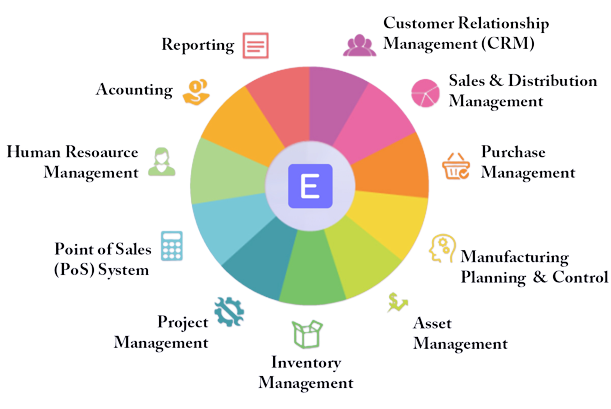 Customer Relationship
Management (CRM)
Reporting
Sales & Distribution
Management
Acounting
Human Resoaurce
Management
Purchase
Management
E
Point of Sales
(PoS) System
Manufacturing
Planning & Control
Project
Management
Asset
Management
Inventory
Management